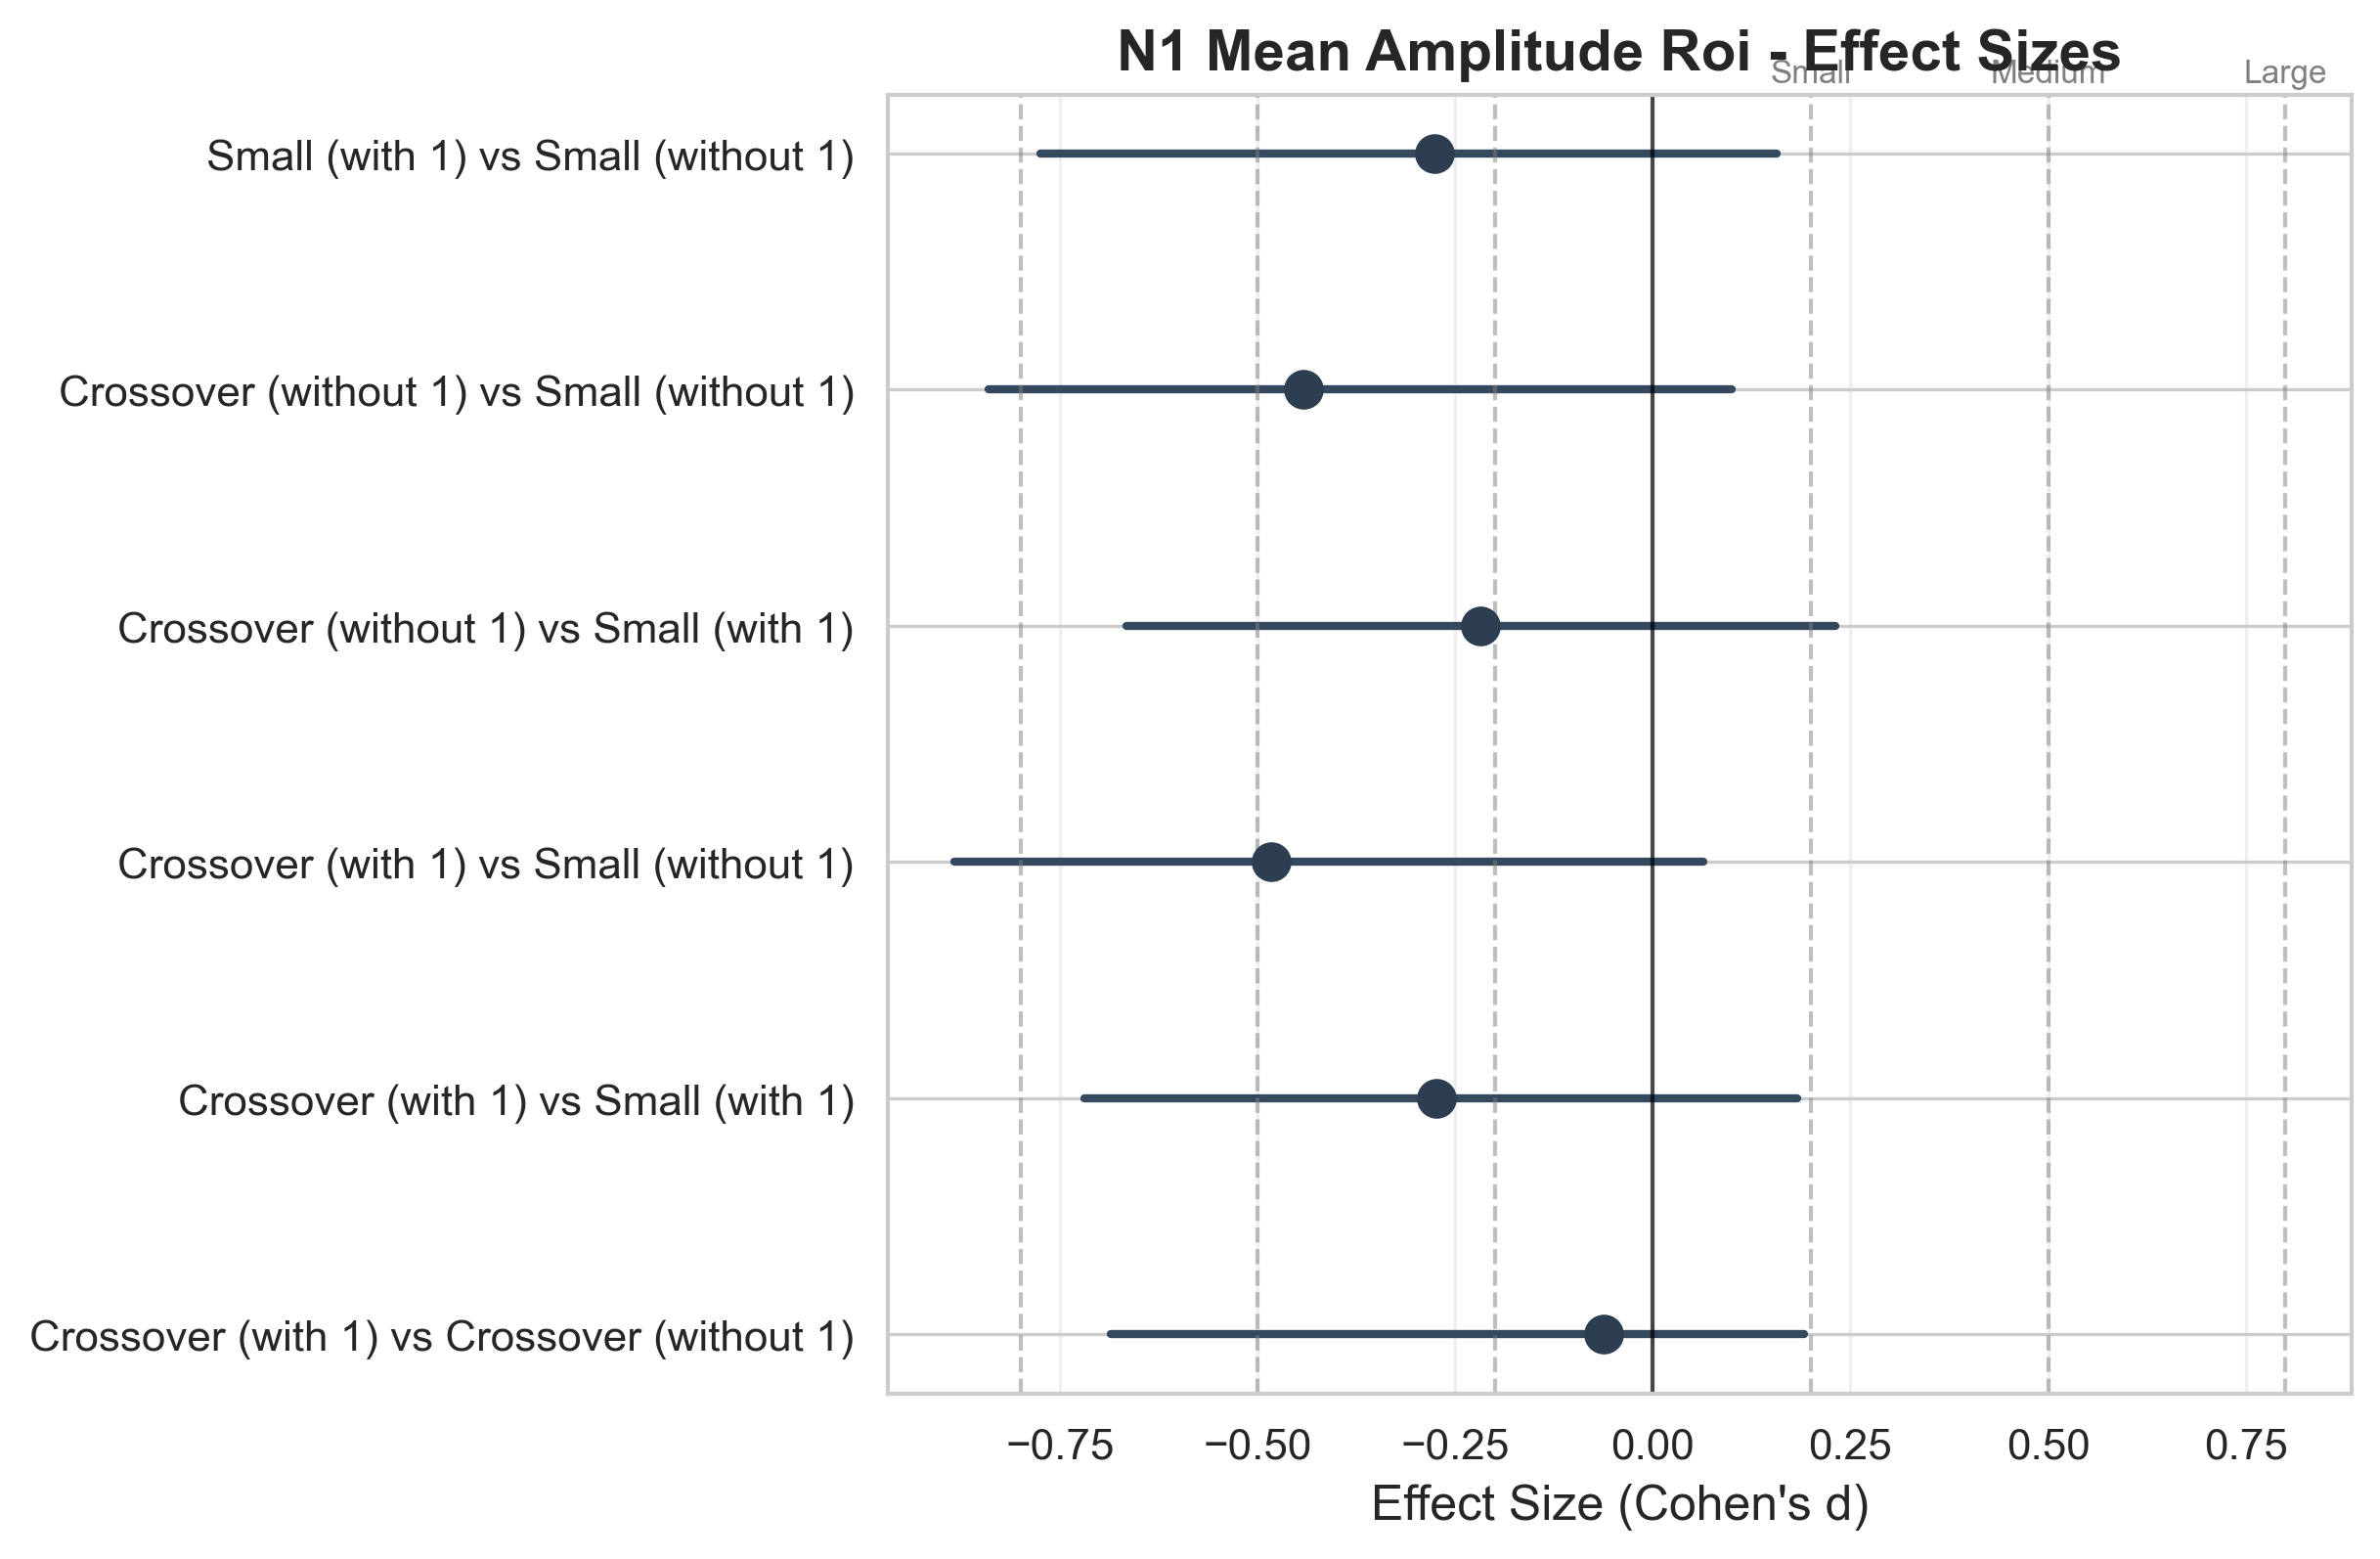 N1 Mean Amplitude Roi - Effect Sizes
Small Medium Large
Small (with 1) vs Small (without 1)
Crossover (without 1) vs Small (without 1)
Crossover (without 1) vs Small (with 1)
Crossover (with 1) vs Small (without 1)
Crossover (with 1) vs Small (with 1)
Crossover (with 1) vs Crossover (without 1)
−0.75 −0.50 −0.25 0.00 0.25 0.50 0.75
Effect Size (Cohen's d)